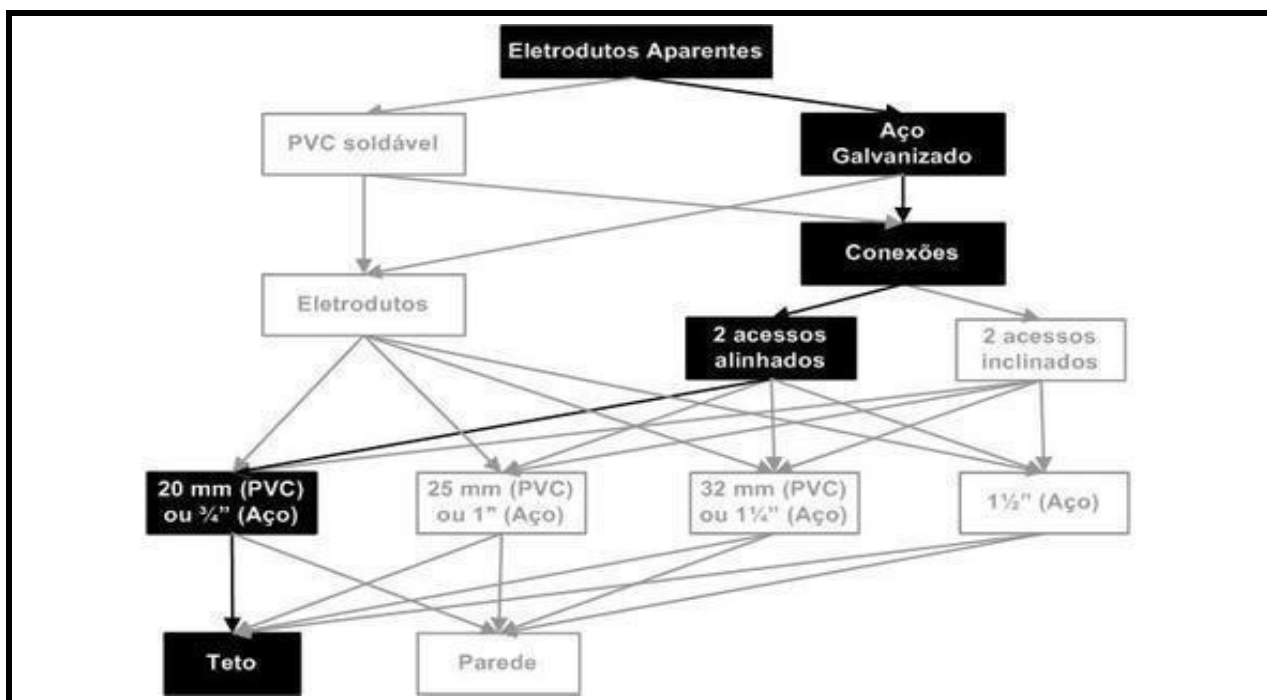 Eletrodutos Aparentes
PVC soldável
Aço
Galvanizado
Conexões
Eletrodutos
2 acessos
alinhados
2 acessos
inclinados
20 mm (PVC)
ou ¾” (Aço)
25 mm (PVC)
ou 1” (Aço)
32 mm (PVC)
ou 1¼” (Aço)
1½” (Aço)
Teto
Parede